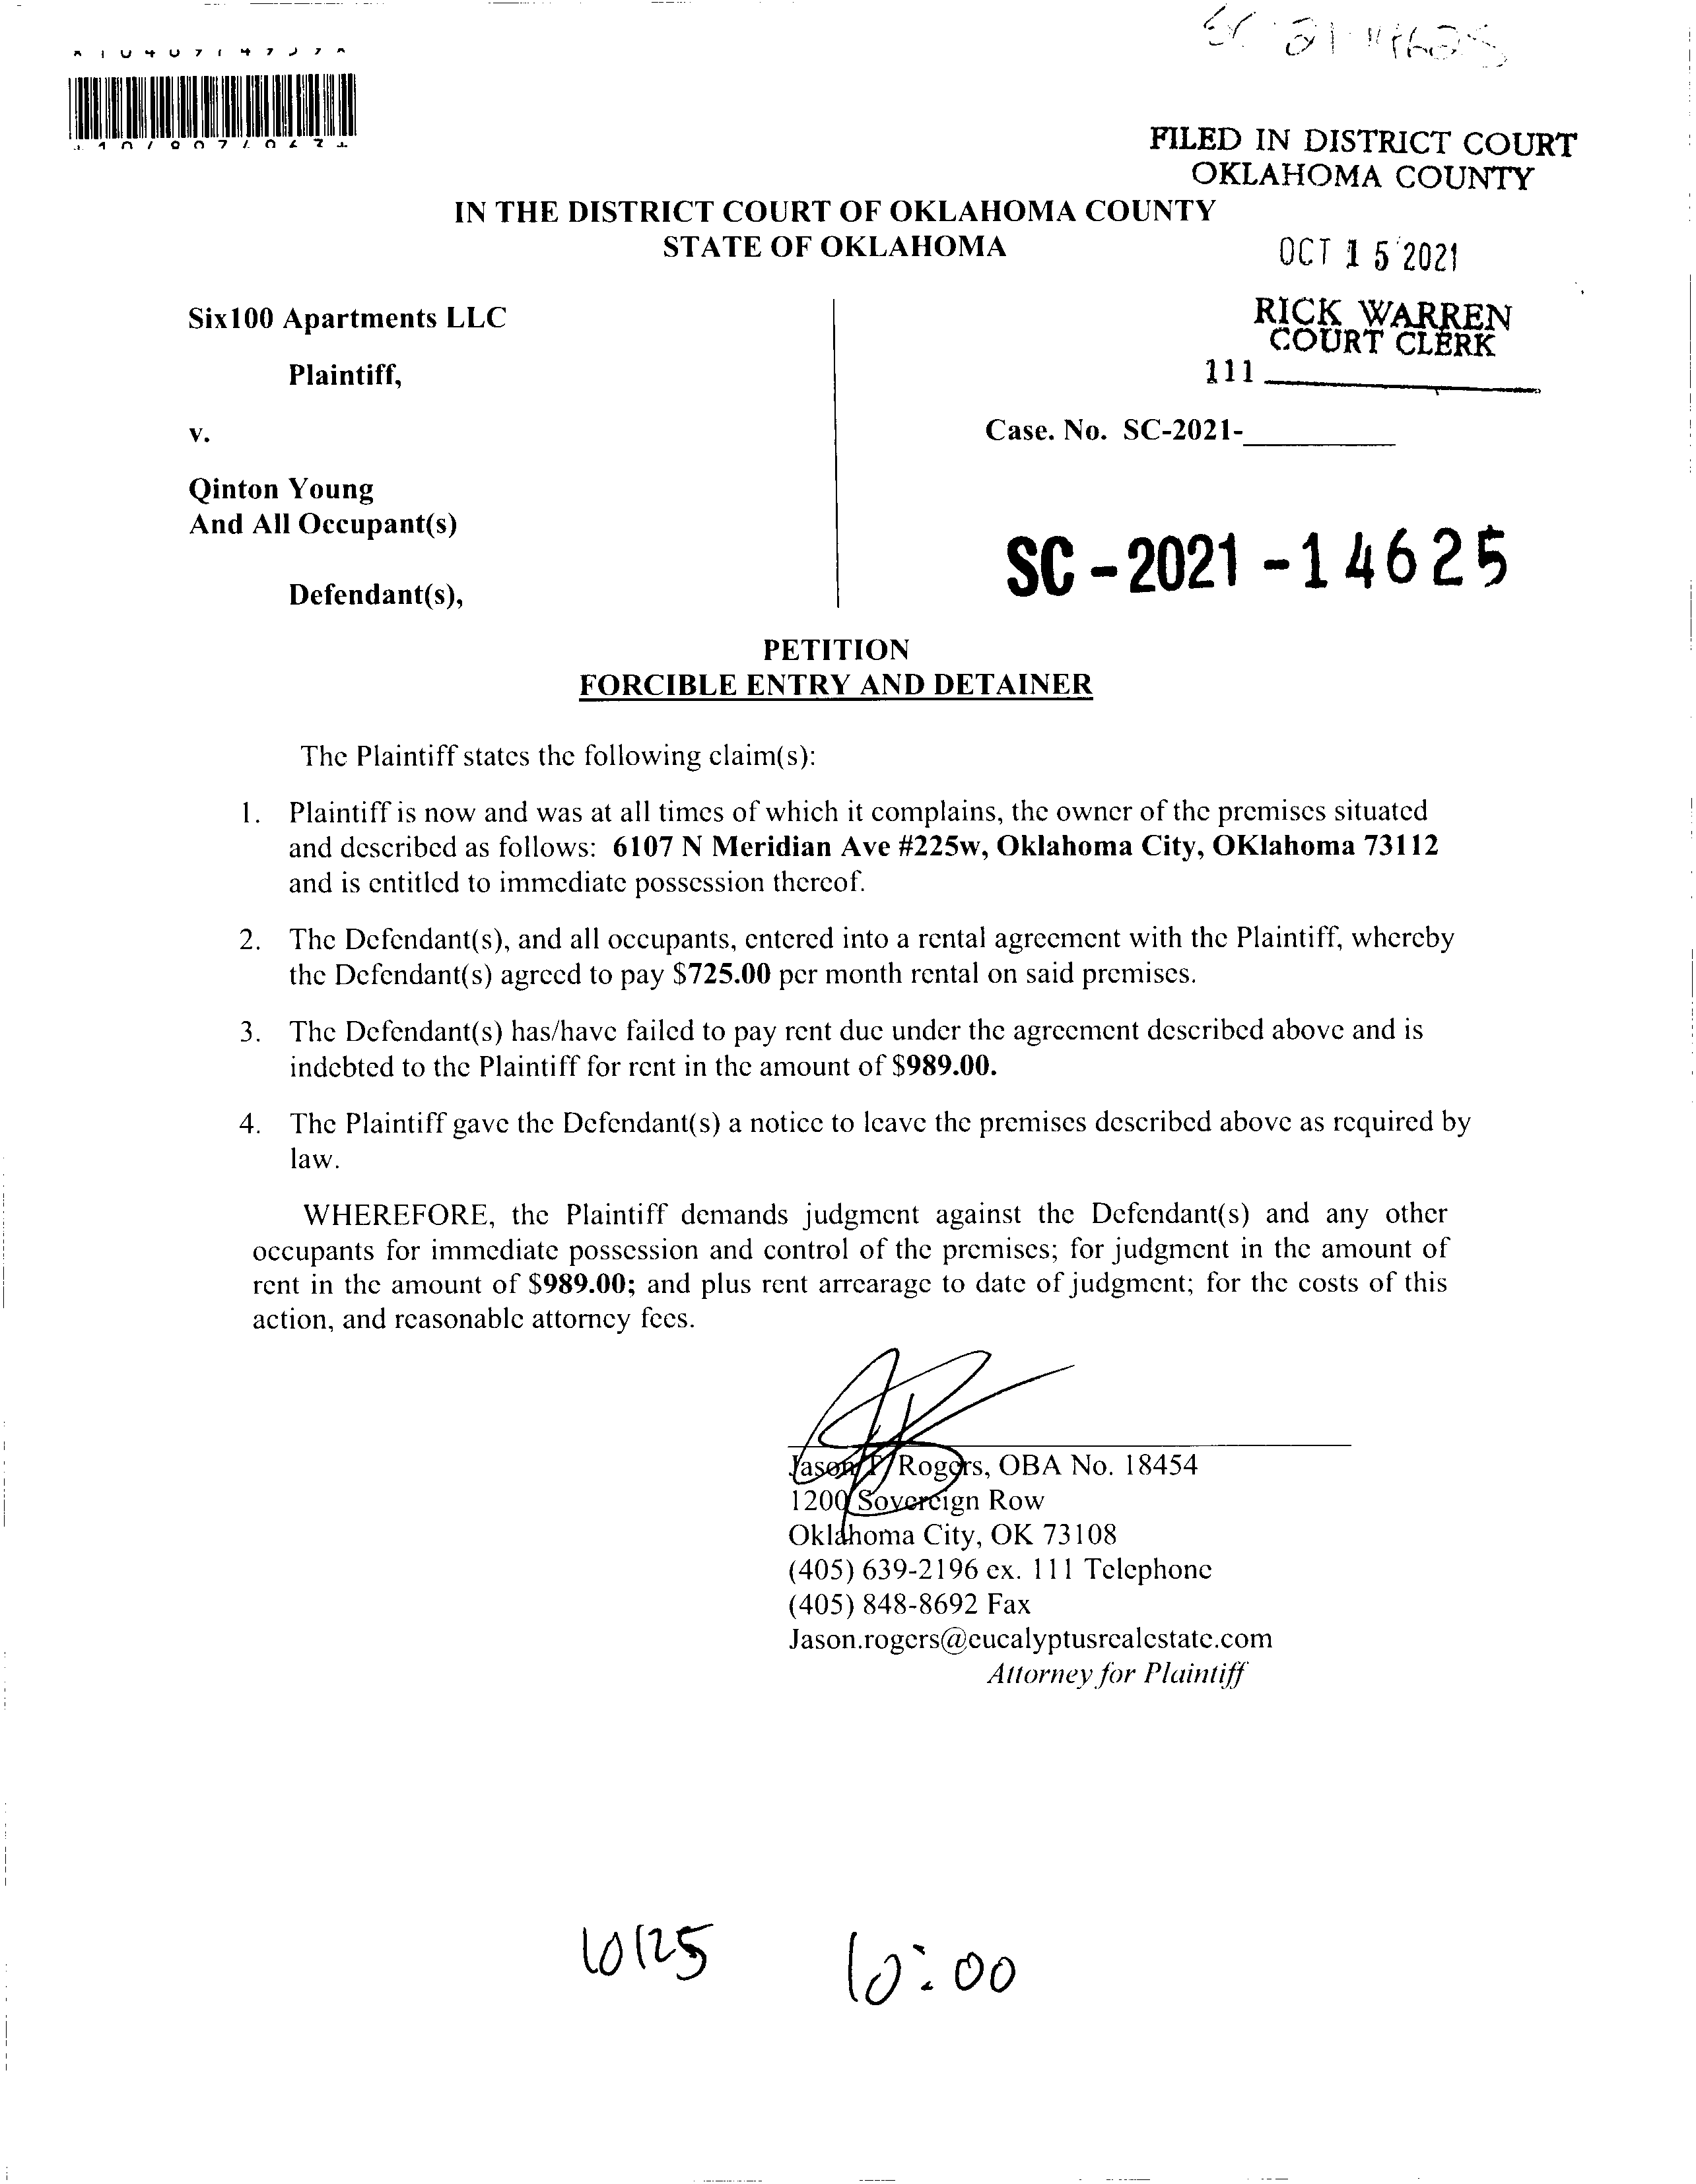 SC 21 14625
FILED IN DISTRICT COURT
OKLAHOMA COUNTY
IN THE DISTRICT COURT OF OKLAHOMA COUNTY
STATE OF OKLAHOMA
OCT 15 2021
RICK WARREN
COURT CLERK
111
Six100 Apartments LLC
Plaintiff,
v.
Case. No. SC-2021-
Qinton Young
And All Occupant(s)
SC-2021-14625
Defendant(s),
PETITION
FORCIBLE ENTRY AND DETAINER
The Plaintiff states the following claim(s):
1. Plaintiff is now and was at all times of which it complains, the owner of the premises situated
and described as follows: 6107 N Meridian Ave #225w, Oklahoma City, OKlahoma 73112
and is entitled to immediate possession thereof.
2. The Defendant(s), and all occupants, entered into a rental agreement with the Plaintiff, whereby
the Defendant(s) agreed to pay $725.00 per month rental on said premises.
3. The Defendant(s) has/have failed to pay rent due under the agreement described above and is
indebted to the Plaintiff for rent in the amount of $989.00.
4. The Plaintiff gave the Defendant(s) a notice to leave the premises described above as required by
law.
WHEREFORE, the Plaintiff demands judgment against the Defendant(s) and any other
occupants for immediate possession and control of the premises; for judgment in the amount of
rent in the amount of $989.00; and plus rent arrearage to date of judgment; for the costs of this
action, and reasonable attorney fees.
Jason P. Rogers, OBA No. 18454
1200 Sovereign Row
Oklahoma City, OK 73108
(405) 639-2196 ex. 111 Telephone
(405) 848-8692 Fax
Jason.rogers@eucalyptusrealestate.com
Attorney for Plaintiff
10/25 10:00